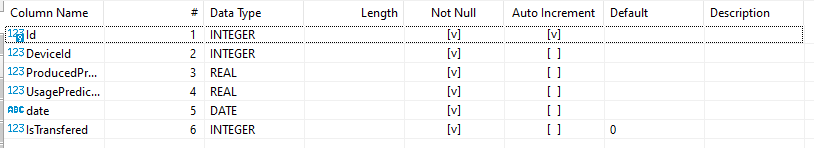 Column Name # Data Type Length Not Null Auto Increment Default Description
123 Id 1 INTEGER [v] [v]
123 DeviceId 2 INTEGER [v] [ ]
123 ProducedPr... 3 REAL [v] [ ]
123 UsagePredic... 4 REAL [v] [ ]
ABC date 5 DATE [v] [ ]
123 IsTransfered 6 INTEGER [v] [ ] 0